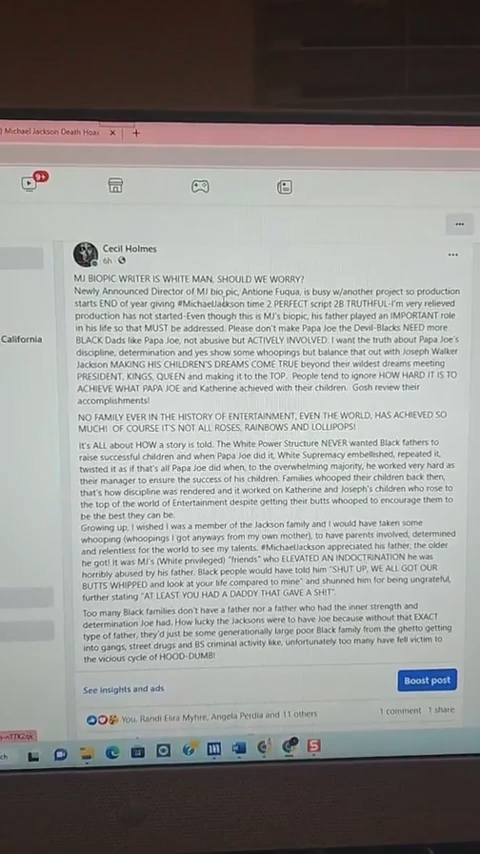 ) Michael Jackson Death Hoax
9+
California
Cecil Holmes
6h
MJ BIOPIC WRITER IS WHITE MAN, SHOULD WE WORRY?
Newly Announced Director of MJ bio pic, Antione Fuqua, is busy w/another project so production
starts END of year giving #MichaelJackson time 2 PERFECT script 2B TRUTHFUL-I'm very relieved
production has not started-Even though this is MJ's biopic, his father played an IMPORTANT role
in his life so that MUST be addressed. Please don't make Papa Joe the Devil-Blacks NEED more
BLACK Dads like Papa Joe, not abusive but ACTIVELY INVOLVED. I want the truth about Papa Joe's
discipline, determination and yes show some whoopings but balance that out with Joseph Walker
Jackson MAKING HIS CHILDREN'S DREAMS COME TRUE beyond their wildest dreams meeting
PRESIDENT, KINGS, QUEEN and making it to the TOP. People tend to ignore HOW HARD IT IS TO
ACHIEVE WHAT PAPA JOE and Katherine achieved with their children. Gosh review their
accomplishments!
NO FAMILY EVER IN THE HISTORY OF ENTERTAINMENT, EVEN THE WORLD, HAS ACHIEVED SO
MUCH! OF COURSE IT'S NOT ALL ROSES, RAINBOWS AND LOLLIPOPS!
It's ALL about HOW a story is told. The White Power Structure NEVER wanted Black fathers to
raise successful children and when Papa Joe did it, White Supremacy embellished, repeated it,
twisted it as if that's all Papa Joe did when, to the overwhelming majority, he worked very hard as
their manager to ensure the success of his children. Families whooped their children back then,
that's how discipline was rendered and it worked on Katherine and Joseph's children who rose to
the top of the world of Entertainment despite getting their butts whooped to encourage them to
be the best they can be.
Growing up, I wished I was a member of the Jackson family and I would have taken some
whooping (whoopings I got anyways from my own mother), to have parents involved, determined
and relentless for the world to see my talents. #MichaelJackson appreciated his father, the older
he got! It was MJ's (White privileged) "friends" who ELEVATED AN INDOCTRINATION he was
horribly abused by his father. Black people would have told him "SHUT UP, WE ALL GOT OUR
BUTTS WHIPPED and look at your life compared to mine" and shunned him for being ungrateful,
further stating "AT LEAST YOU HAD A DADDY THAT GAVE A SH!T".
Too many Black families don't have a father nor a father who had the inner strength and
determination Joe had. How lucky the Jacksons were to have Joe because without that EXACT
type of father, they'd just be some generationally large poor Black family from the ghetto getting
into gangs, street drugs and BS criminal activity like, unfortunately too many have fell victim to
the vicious cycle of HOOD-DUMB!
See insights and ads
Boost post
You, Randi Elira Myhre, Angela Perdia and 11 others
1 comment 1 share